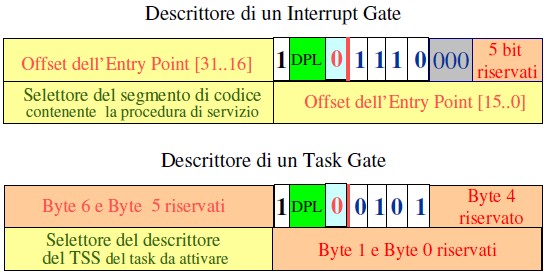 Descrittore di un Interrupt Gate
Offset dell'Entry Point [31..16] 1 DPL 0 1 1 1 0 000 5 bit
riservati
Selettore del segmento di codice
contenente la procedura di servizio
Offset dell'Entry Point [15..0]
Descrittore di un Task Gate
Byte 6 e Byte 5 riservati 1 DPL 0 0 1 0 1 Byte 4
riservato
Selettore del descrittore
del TSS del task da attivare
Byte 1 e Byte 0 riservati